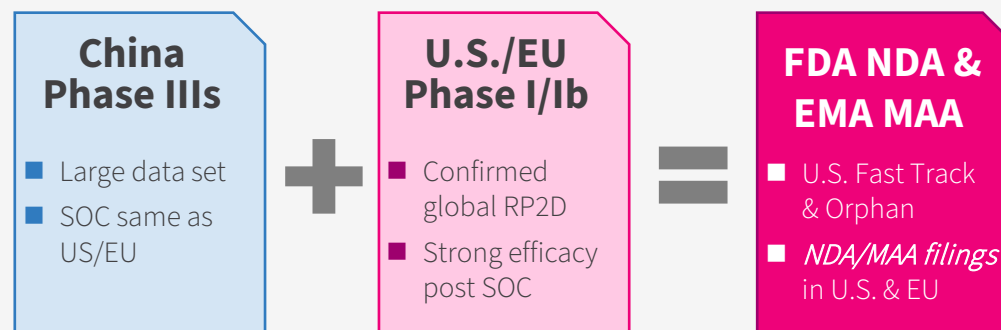 China
Phase IIIs
■ Large data set
■ SOC same as
US/EU
+
U.S./EU
Phase I/Ib
■ Confirmed
global RP2D
■ Strong efficacy
post SOC
=
FDA NDA &
EMA MAA
■ U.S. Fast Track
& Orphan
■ NDA/MAA filings
in U.S. & EU